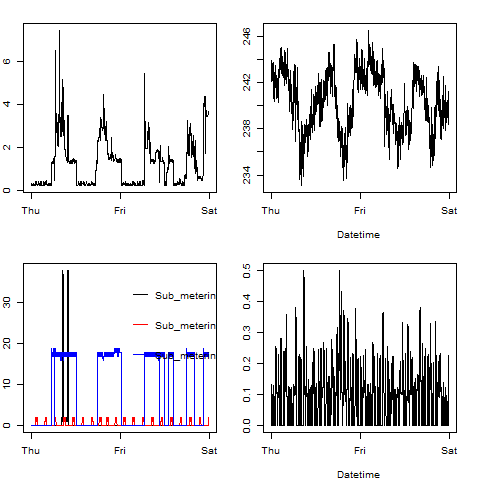 6
4
2
0
Thu
Fri
Sat
246
242
238
234
Thu
Fri
Sat
Datetime
30
20
10
0
Sub_meterin
Sub_meterin
Sub_meterin
Thu
Fri
Sat
0.5
0.4
0.3
0.2
0.1
0.0
Thu
Fri
Sat
Datetime